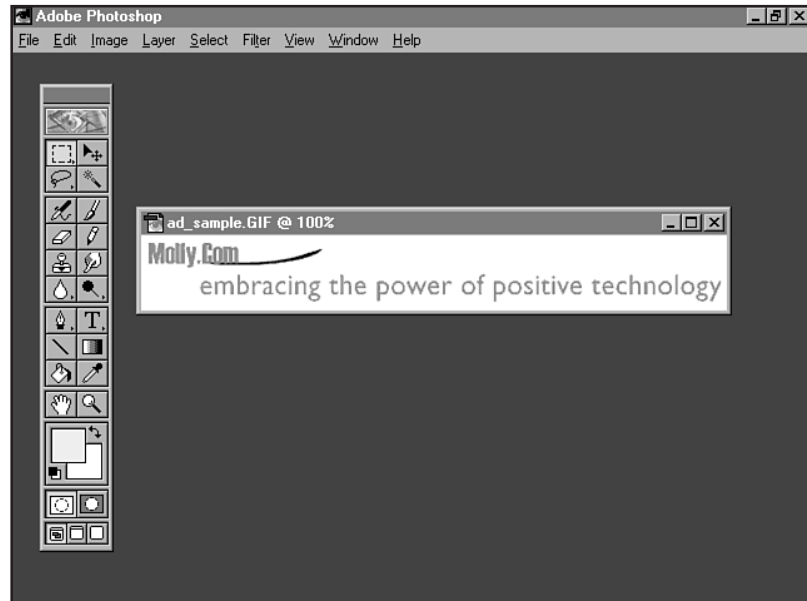 Adobe Photoshop
File Edit Image Layer Select Filter View Window Help
ad_sample.GIF @ 100%
Molly.Com
embracing the power of positive technology
T